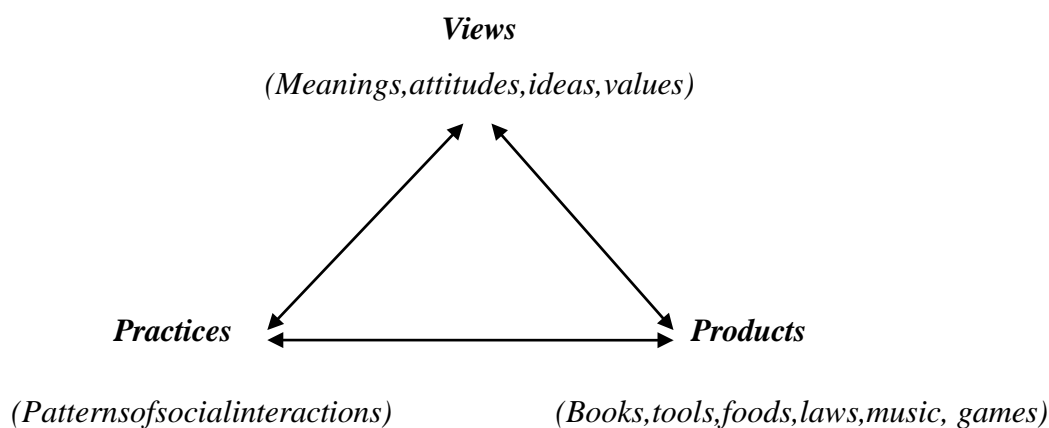 Views
(Meanings,attitudes,ideas,values)
Practices Products
(Patternsofsocialinteractions) (Books,tools,foods,laws,music, games)